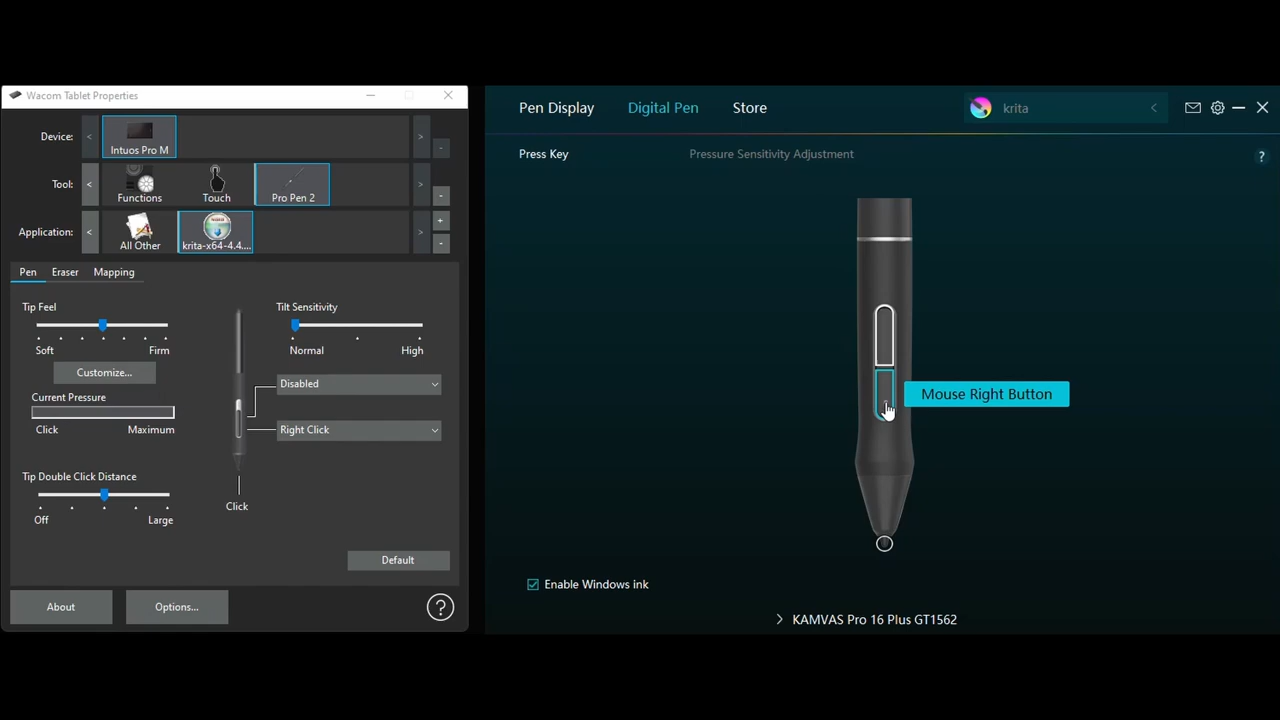 Wacom Tablet Properties
Device:
<
Intuos Pro M
>
-
Tool:
<
Functions
Touch
Pro Pen 2
>
-
Application:
<
All Other
krita-x64-4.4....
>
+
-
Pen
Eraser
Mapping
Tip Feel
Soft
Firm
Customize...
Current Pressure
Click
Maximum
Tip Double Click Distance
Off
Large
Tilt Sensitivity
Normal
High
Disabled
Right Click
Click
Default
About
Options...
?
Pen Display
Digital Pen
Store
krita
<
Press Key
Pressure Sensitivity Adjustment
?
Mouse Right Button
Enable Windows ink
> KAMVAS Pro 16 Plus GT1562